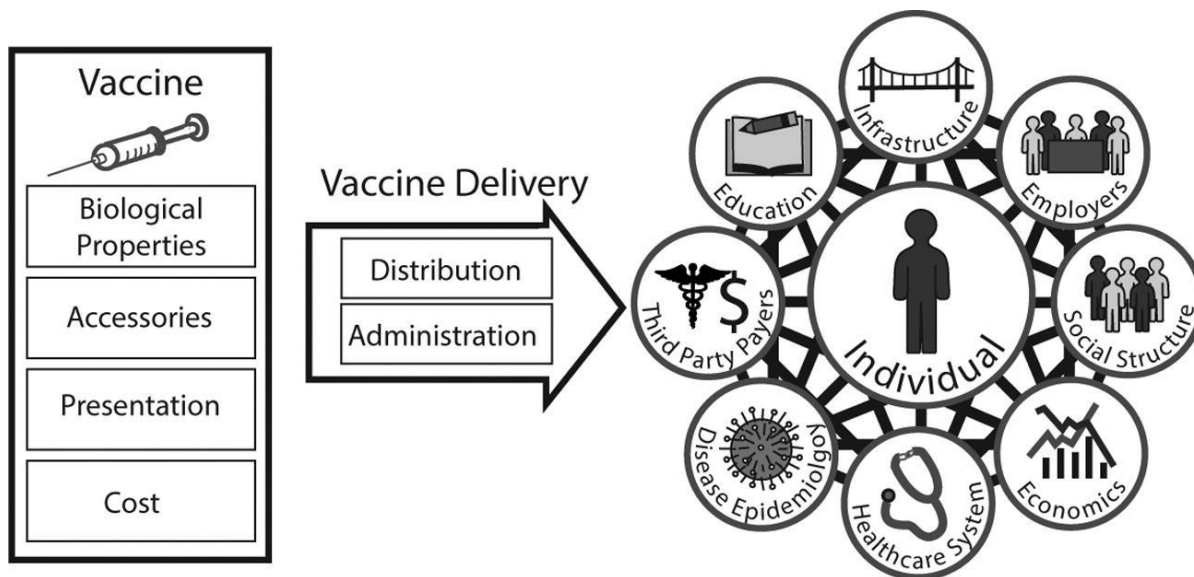 Vaccine
Biological
Properties
Accessories
Presentation
Cost
Vaccine Delivery
Distribution
Administration
Infrastructure
Employers
Social Structure
Economics
Healthcare System
Disease Epidemiolgoy
Third Party Payers
$
Education
Individual